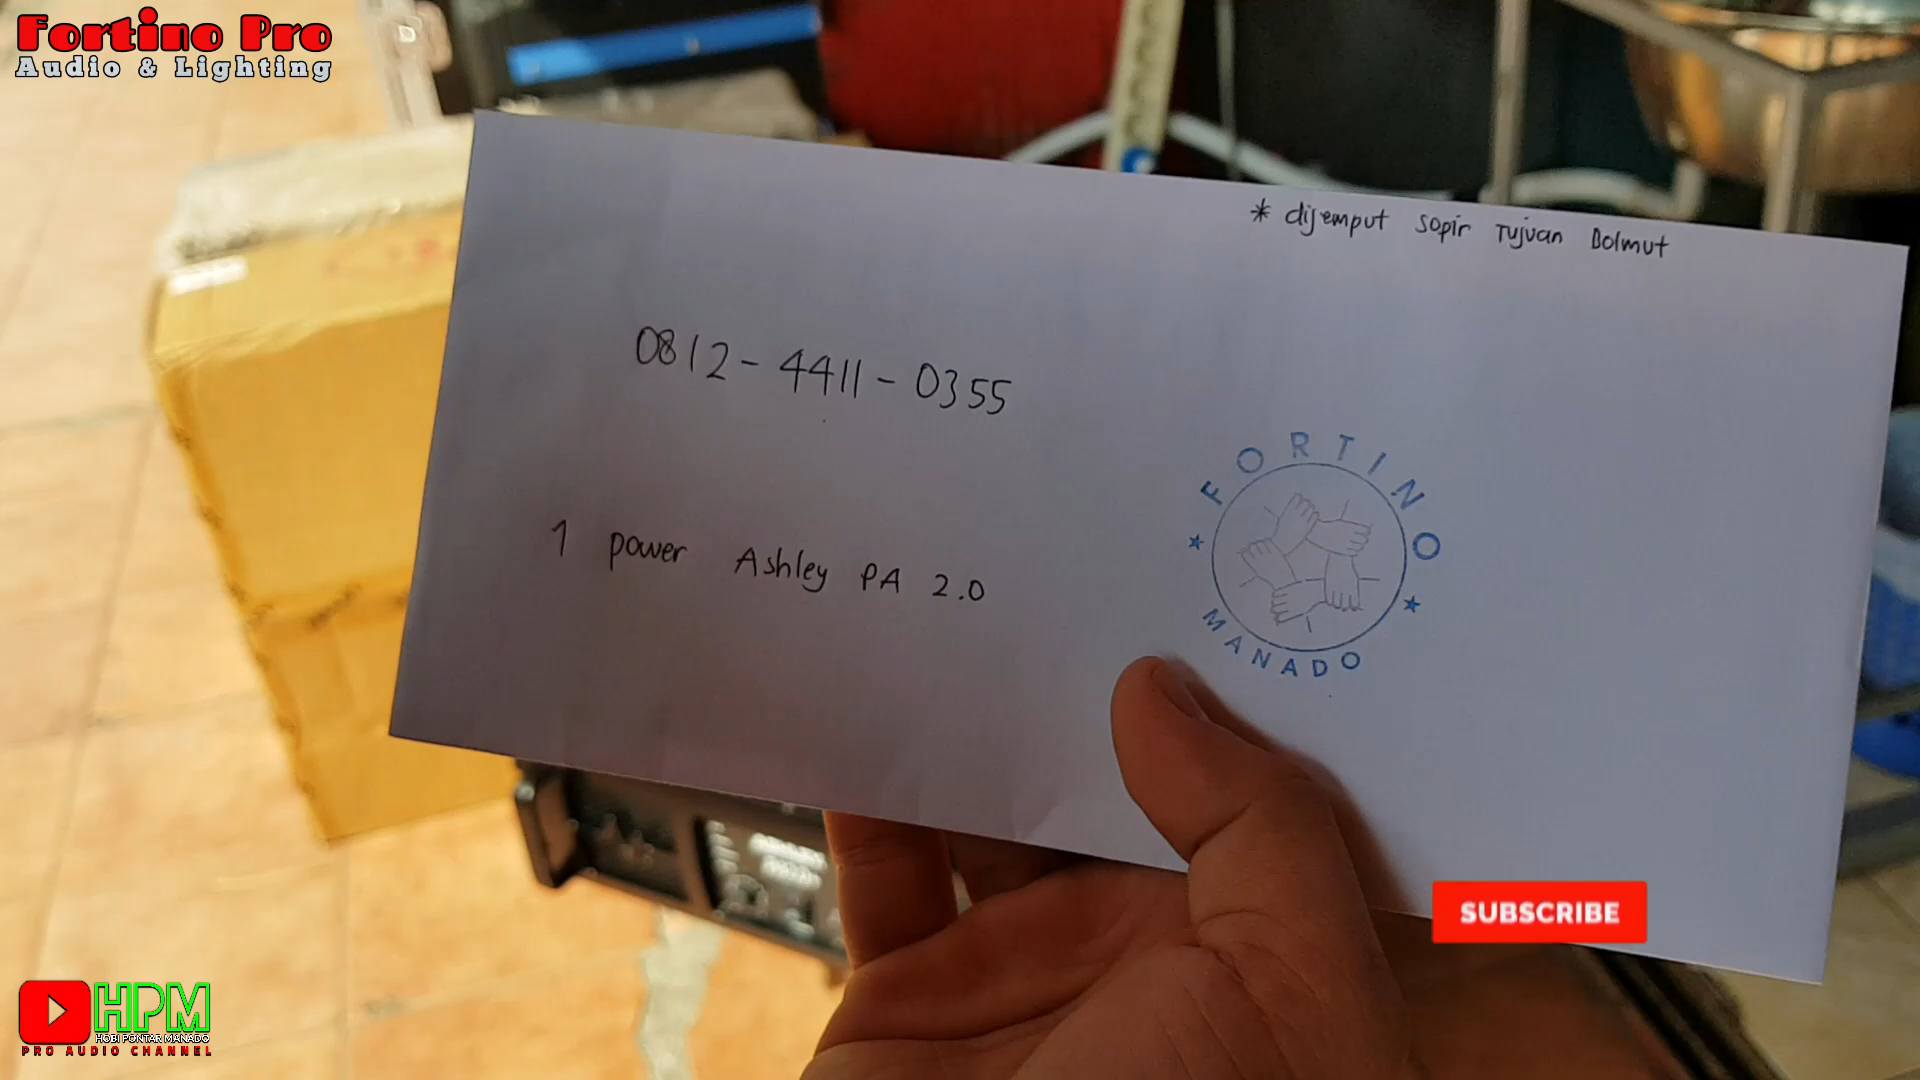 Fortino Pro
Audio & Lighting
* dijemput sopir Tujuan Bolmut
0812-4411-0355
1 power Ashley PA 2.0
FORTINO
MANADO
SUBSCRIBE
HPM
HOBI PONTAR MANADO
PRO AUDIO CHANNEL